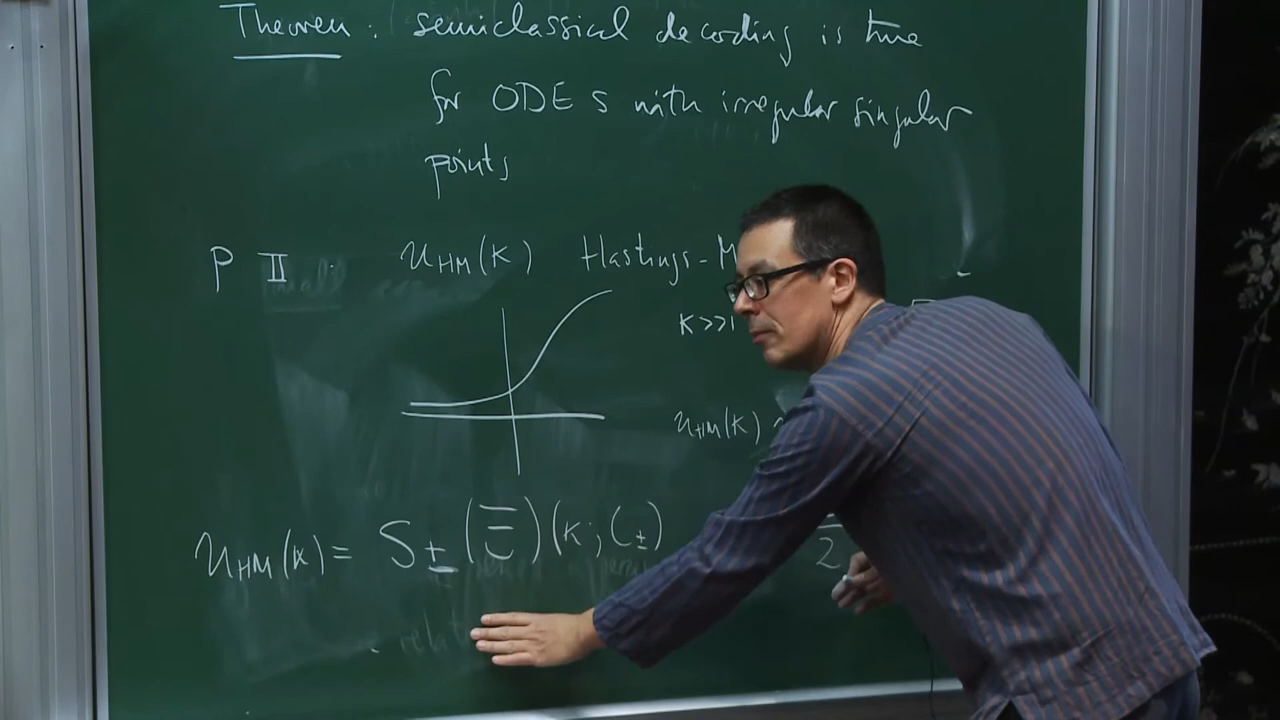 Theorem : semiclassical decoding is true
for ODE s with irregular singular
points
P II u_HM(κ) Hastings - M
κ>>1
u_HM(κ)
u_HM(κ) = S_± (Ξ)(κ; C_±)
2